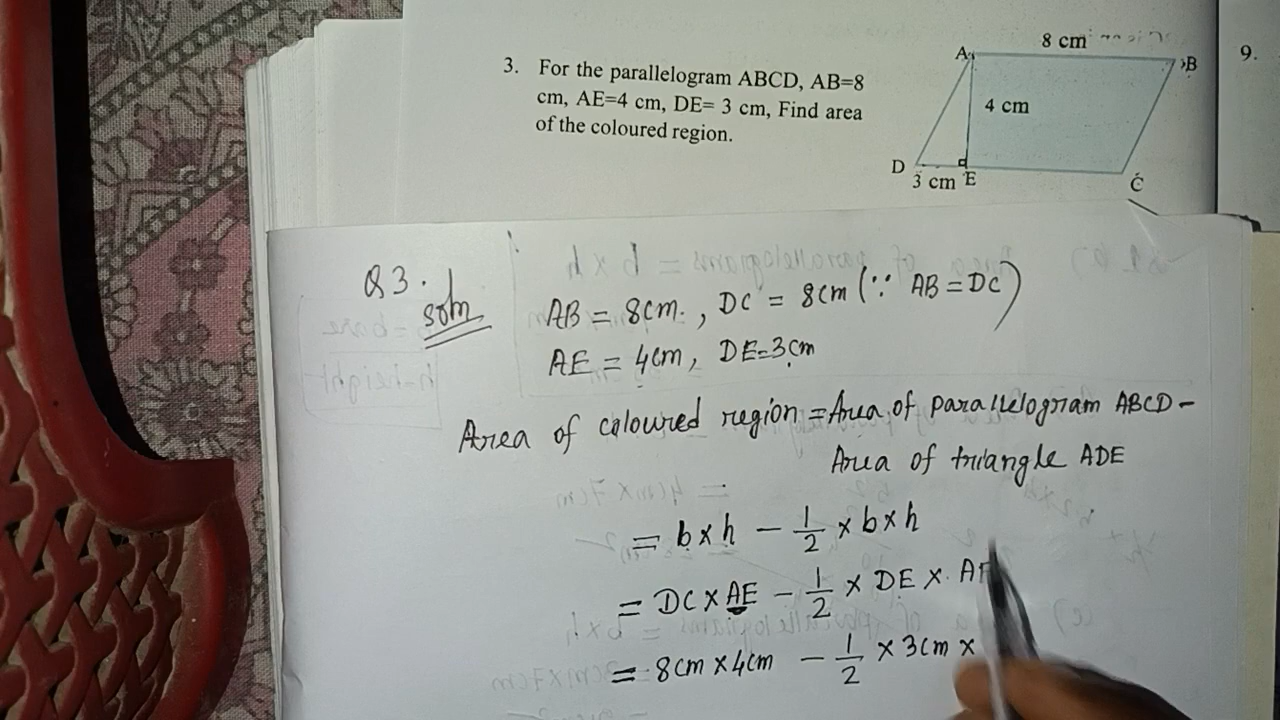 3. For the parallelogram ABCD, AB=8
cm, AE=4 cm, DE= 3 cm, Find area
of the coloured region.
8 cm
A
B
4 cm
D
3 cm E
C
9.
Q3.
Soln
AB = 8cm., DC = 8cm (∵ AB = DC)
AE = 4cm, DE=3cm
Area of coloured region = Area of parallelogram ABCD -
Area of triangle ADE
= b×h - 1/2 × b×h
= DC×AE - 1/2 × DE × AE
= 8cm×4cm - 1/2 × 3cm ×